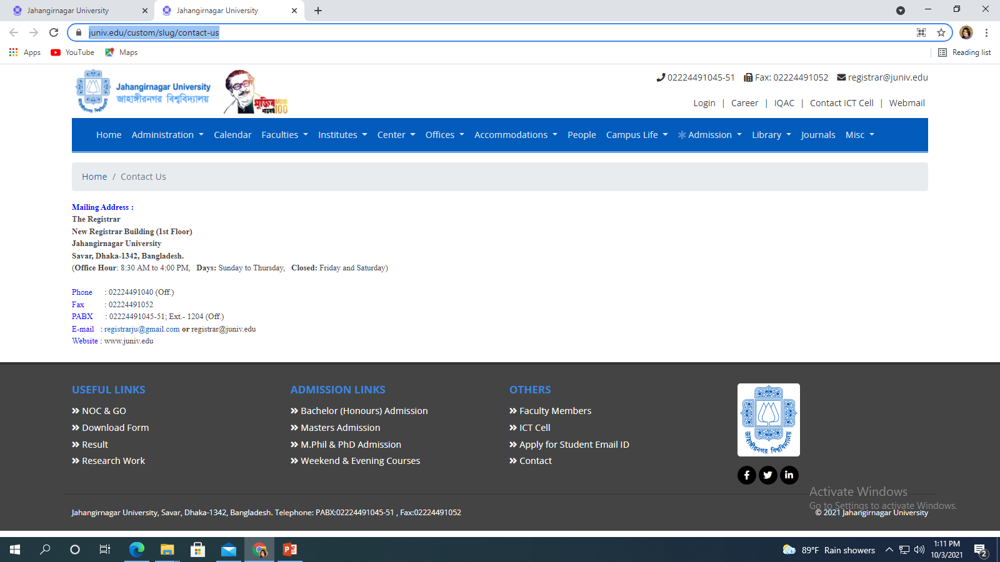 Jahangirnagar University
Jahangirnagar University
juniv.edu/custom/slug/contact-us
Apps YouTube Maps Reading list
Jahangirnagar University
জাহাঙ্গীরনগর বিশ্ববিদ্যালয়
মুজিব MUJIB
শতবর্ষ 100
02224491045-51 Fax: 02224491052 registrar@juniv.edu
Login | Career | IQAC | Contact ICT Cell | Webmail
Home Administration Calendar Faculties Institutes Center Offices Accommodations People Campus Life Admission Library Journals Misc
Home / Contact Us
Mailing Address :
The Registrar
New Registrar Building (1st Floor)
Jahangirnagar University
Savar, Dhaka-1342, Bangladesh.
(Office Hour: 8:30 AM to 4:00 PM, Days: Sunday to Thursday, Closed: Friday and Saturday)
Phone : 02224491040 (Off.)
Fax : 02224491052
PABX : 02224491045-51; Ext.- 1204 (Off.)
E-mail : registrarju@gmail.com or registrar@juniv.edu
Website : www.juniv.edu
USEFUL LINKS
NOC & GO
Download Form
Result
Research Work
ADMISSION LINKS
Bachelor (Honours) Admission
Masters Admission
M.Phil & PhD Admission
Weekend & Evening Courses
OTHERS
Faculty Members
ICT Cell
Apply for Student Email ID
Contact
জাহাঙ্গীরনগর বিশ্ববিদ্যালয়
Activate Windows
Go to Settings to activate Windows.
Jahangirnagar University, Savar, Dhaka-1342, Bangladesh. Telephone: PABX:02224491045-51 , Fax:02224491052
© 2021 Jahangirnagar University
89°F Rain showers
1:11 PM
10/3/2021
2